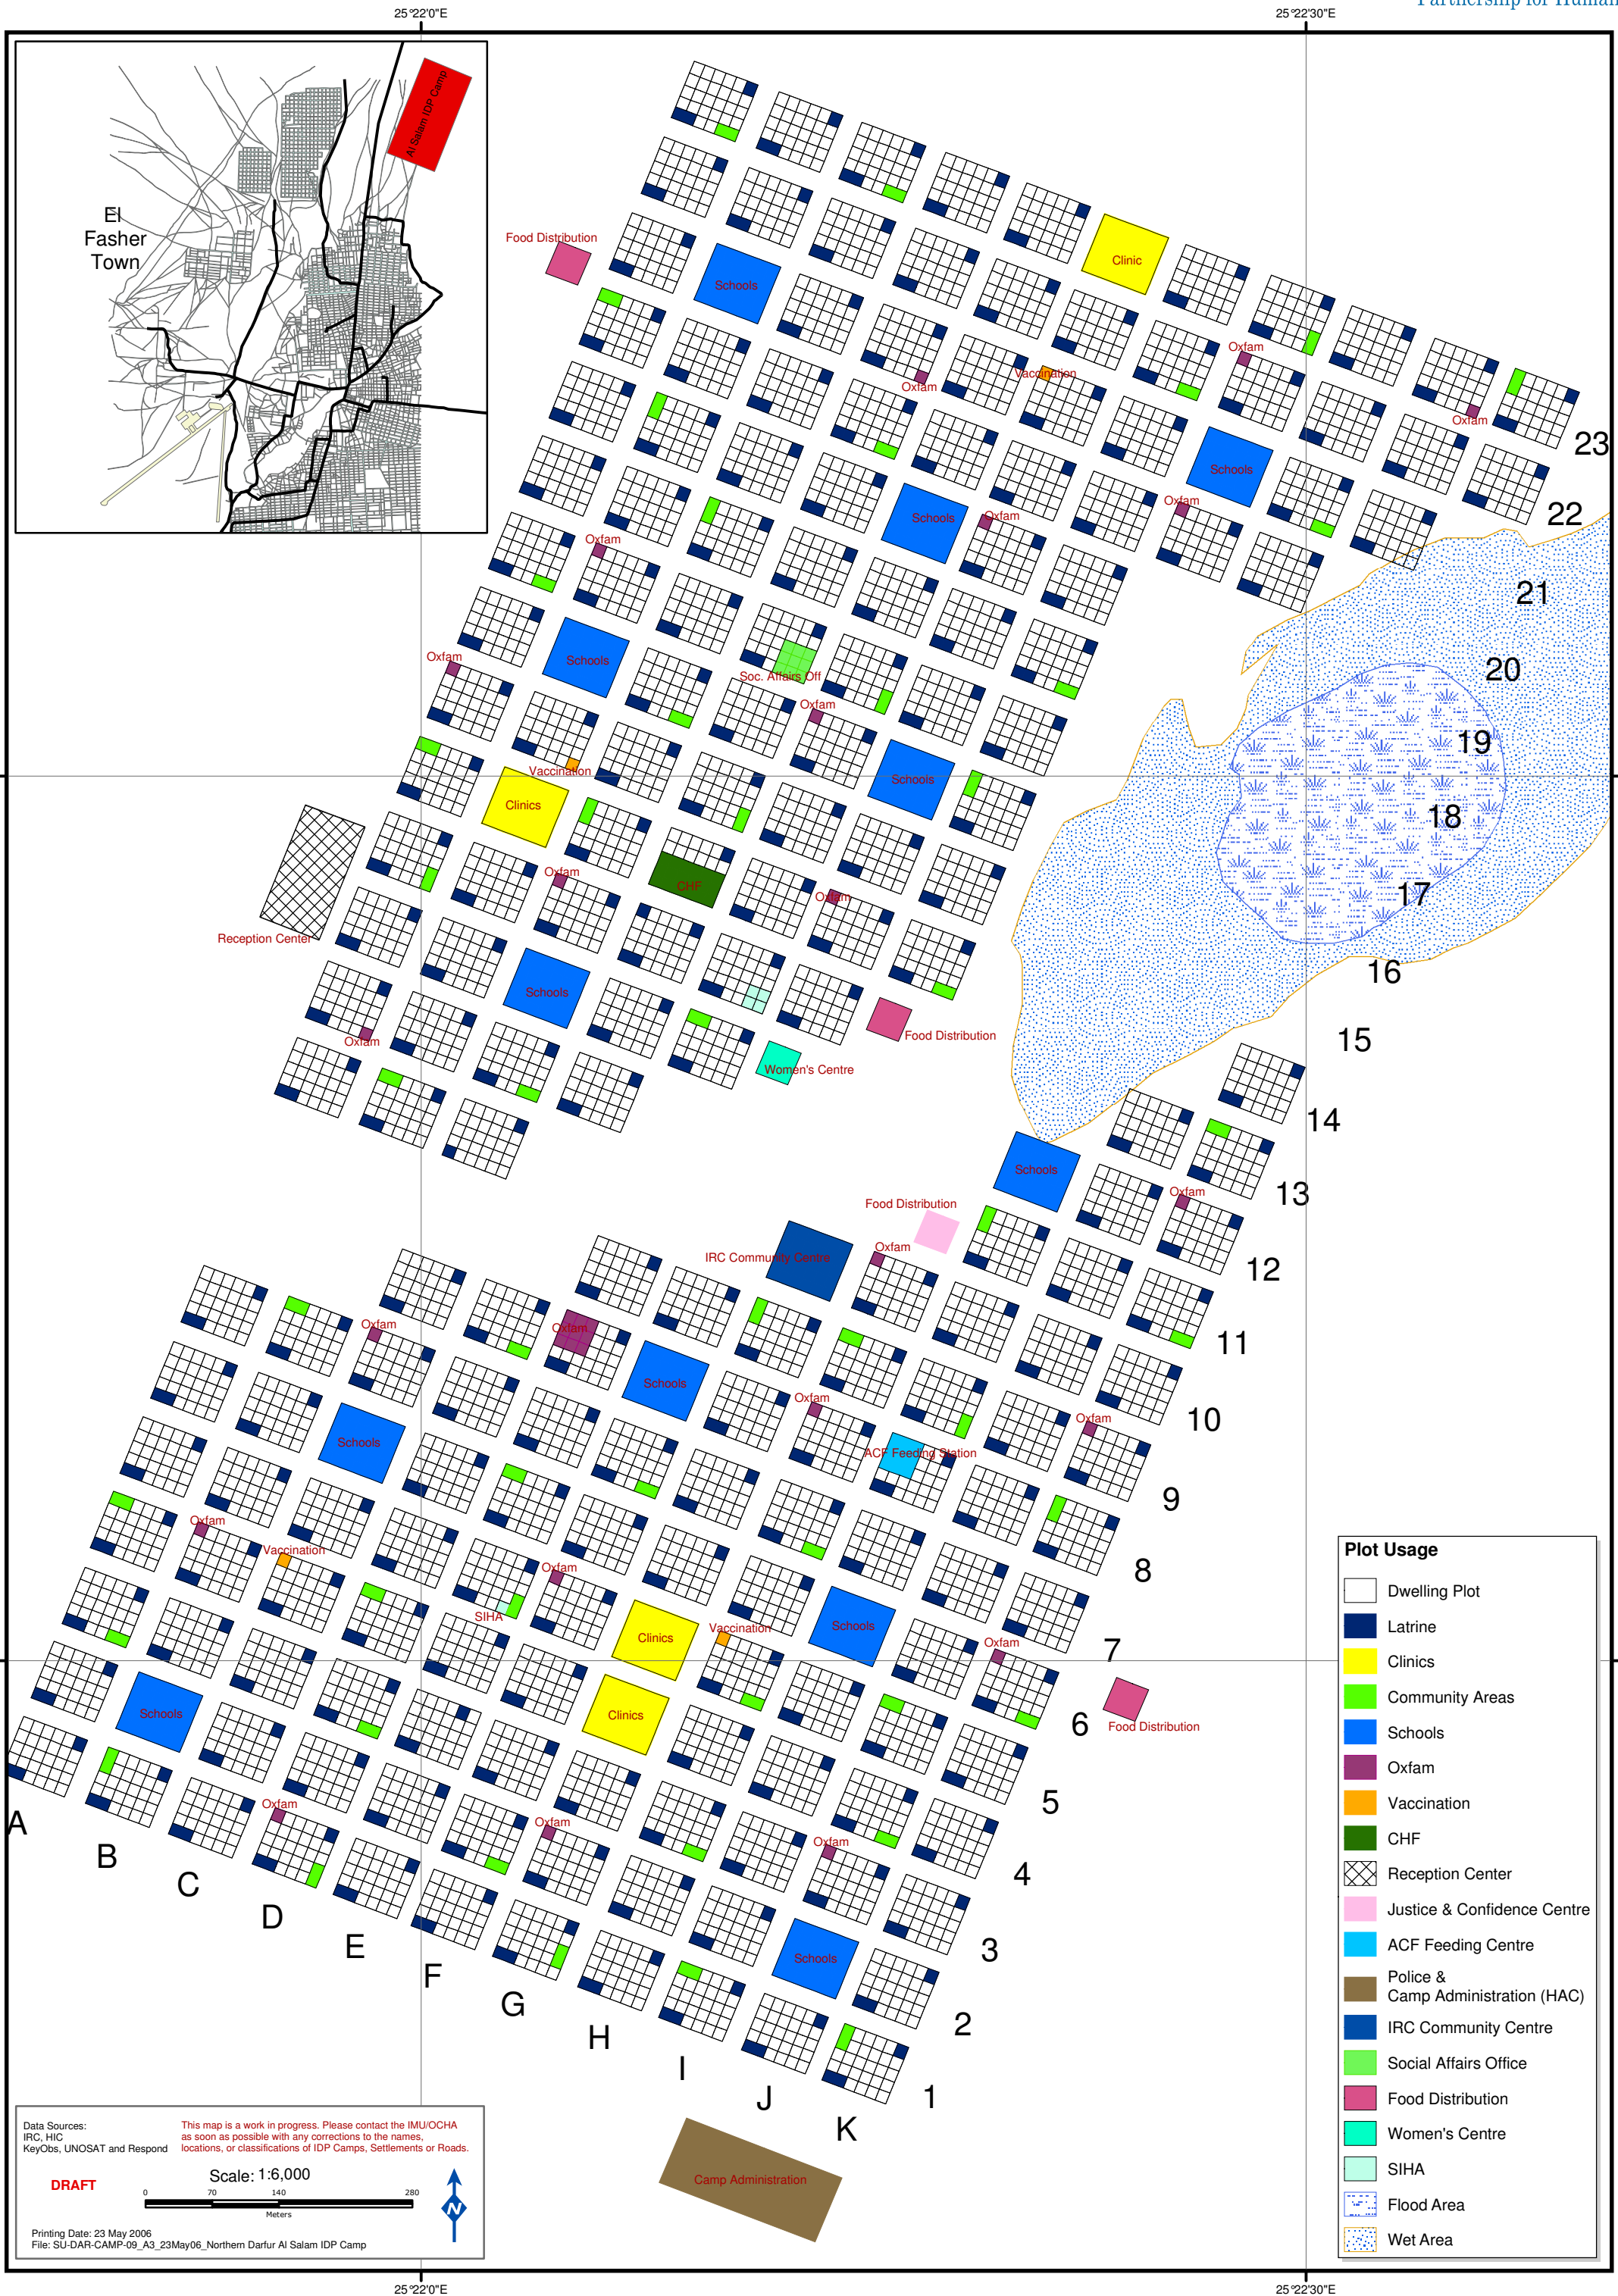 Partnership for Human
25°22'0"E
25°22'30"E
Al Salam IDP Camp
El
Fasher
Town
Food Distribution
Schools
Clinic
Oxfam
Vaccination
Oxfam
Oxfam
23
Schools
Schools
Oxfam
Oxfam
22
Oxfam
21
Schools
Oxfam
Soc. Affairs Off
20
Oxfam
19
Vaccination
Schools
Clinics
18
Oxfam
CHF
Oxfam
17
Reception Center
16
Schools
Oxfam
Food Distribution
15
Women's Centre
14
Schools
13
Oxfam
Food Distribution
IRC Community Centre
Oxfam
12
Oxfam
Oxfam
11
Schools
Oxfam
Oxfam
10
Schools
ACF Feeding Station
9
Oxfam
Vaccination
Oxfam
8
SIHA
Clinics
Vaccination
Schools
Oxfam
7
Schools
Clinics
6
Food Distribution
Oxfam
Oxfam
Oxfam
5
4
3
Schools
2
1
A
B
C
D
E
F
G
H
I
J
K
Camp Administration
Plot Usage
Dwelling Plot
Latrine
Clinics
Community Areas
Schools
Oxfam
Vaccination
CHF
Reception Center
Justice & Confidence Centre
ACF Feeding Centre
Police &
Camp Administration (HAC)
IRC Community Centre
Social Affairs Office
Food Distribution
Women's Centre
SIHA
Flood Area
Wet Area
Data Sources:
IRC, HIC
KeyObs, UNOSAT and Respond
This map is a work in progress. Please contact the IMU/OCHA
as soon as possible with any corrections to the names,
locations, or classifications of IDP Camps, Settlements or Roads.
DRAFT
Scale: 1:6,000
0 70 140 280
Meters
N
Printing Date: 23 May 2006
File: SU-DAR-CAMP-09_A3_23May06_Northern Darfur Al Salam IDP Camp
25°22'0"E
25°22'30"E